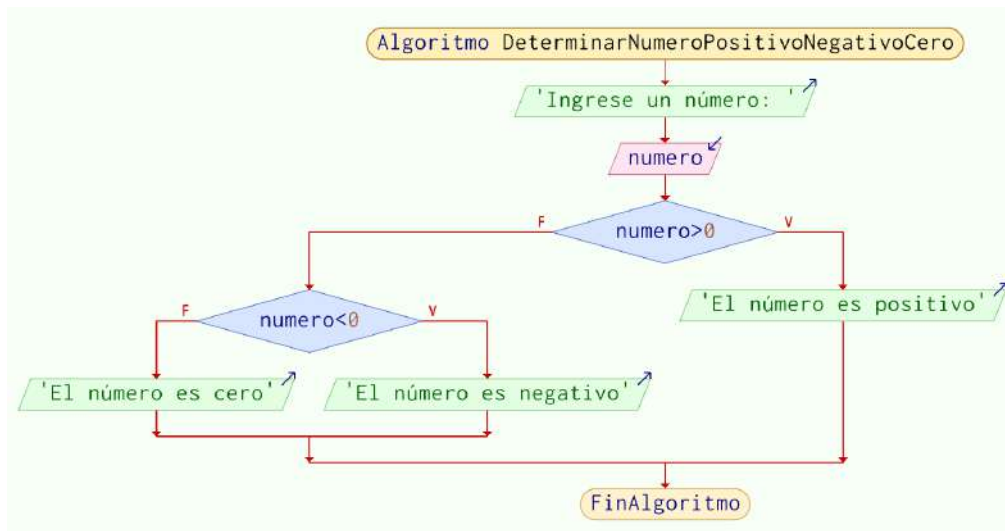 Algoritmo DeterminarNumeroPositivoNegativoCero
'Ingrese un número: '
numero
numero>0
F
V
'El número es positivo'
numero<0
F
V
'El número es cero'
'El número es negativo'
FinAlgoritmo